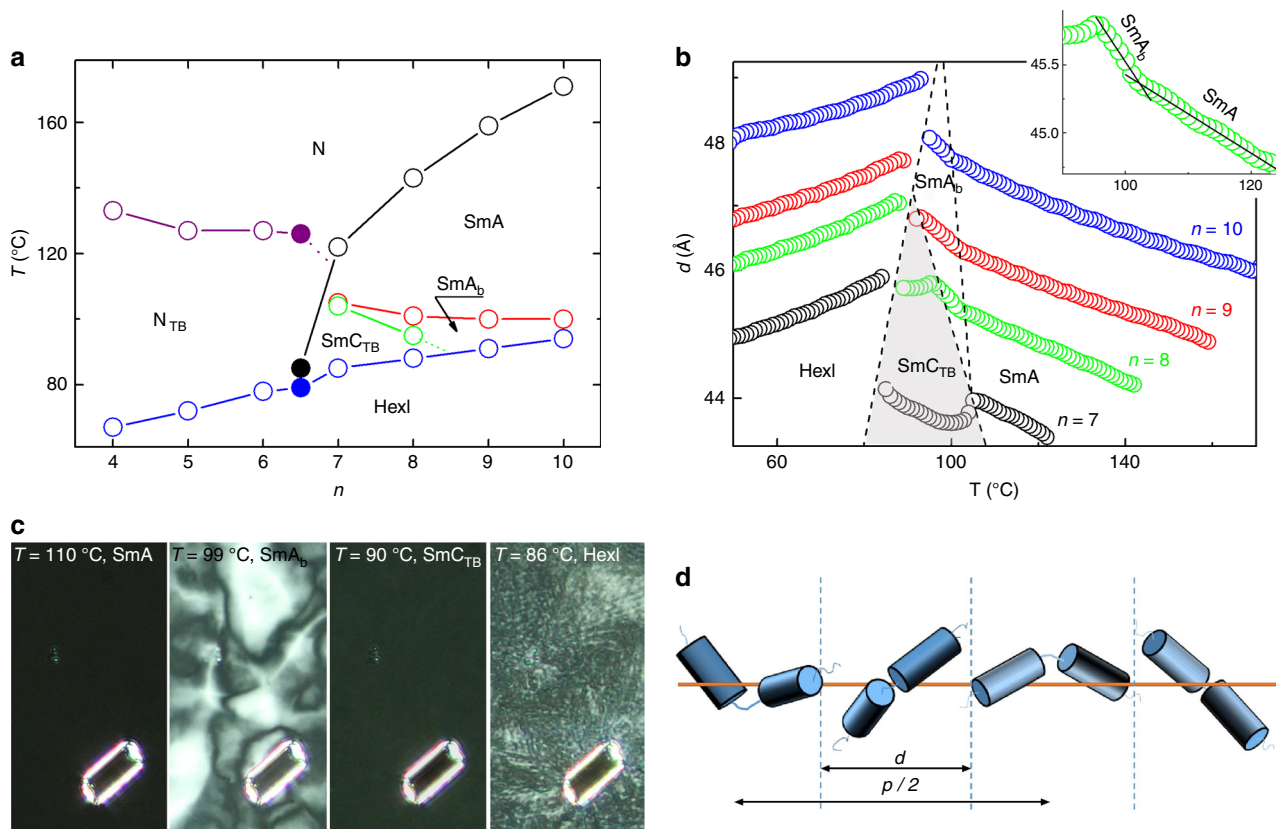 a
T (°C)
160
120
80
N
SmA
SmA_b
N_TB
SmC_TB
HexI
4 5 6 7 8 9 10
n
b
d (Å)
48
46
44
SmA_b
n = 10
n = 9
n = 8
n = 7
HexI
SmC_TB
SmA
60 100 140
T (°C)
SmA_b
SmA
45.5
45.0
100 120
c
T = 110 °C, SmA
T = 99 °C, SmA_b
T = 90 °C, SmC_TB
T = 86 °C, HexI
d
d
p / 2